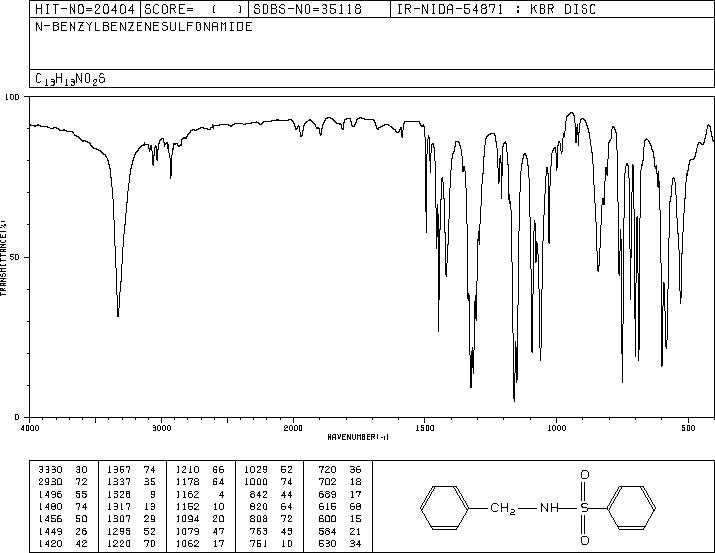 HIT-NO=20404 SCORE= ( ) SDBS-NO=35118 IR-NIDA-54871 : KBR DISC
N-BENZYLBENZENESULFONAMIDE
C13H13NO2S
100
50
0
TRANSMITTANCE(%)
4000 3000 2000 1500 1000 500
WAVENUMBER(-1)
3330 30 1367 74 1210 66 1029 52 720 36
2930 72 1337 35 1178 64 1000 74 702 18
1496 55 1328 9 1162 4 842 44 689 17
1480 74 1317 13 1152 10 820 64 616 68
1456 50 1307 29 1094 20 808 72 600 15
1449 26 1295 52 1079 47 763 43 584 21
1420 42 1220 70 1062 17 751 10 530 34
O
CH2 NH S
O